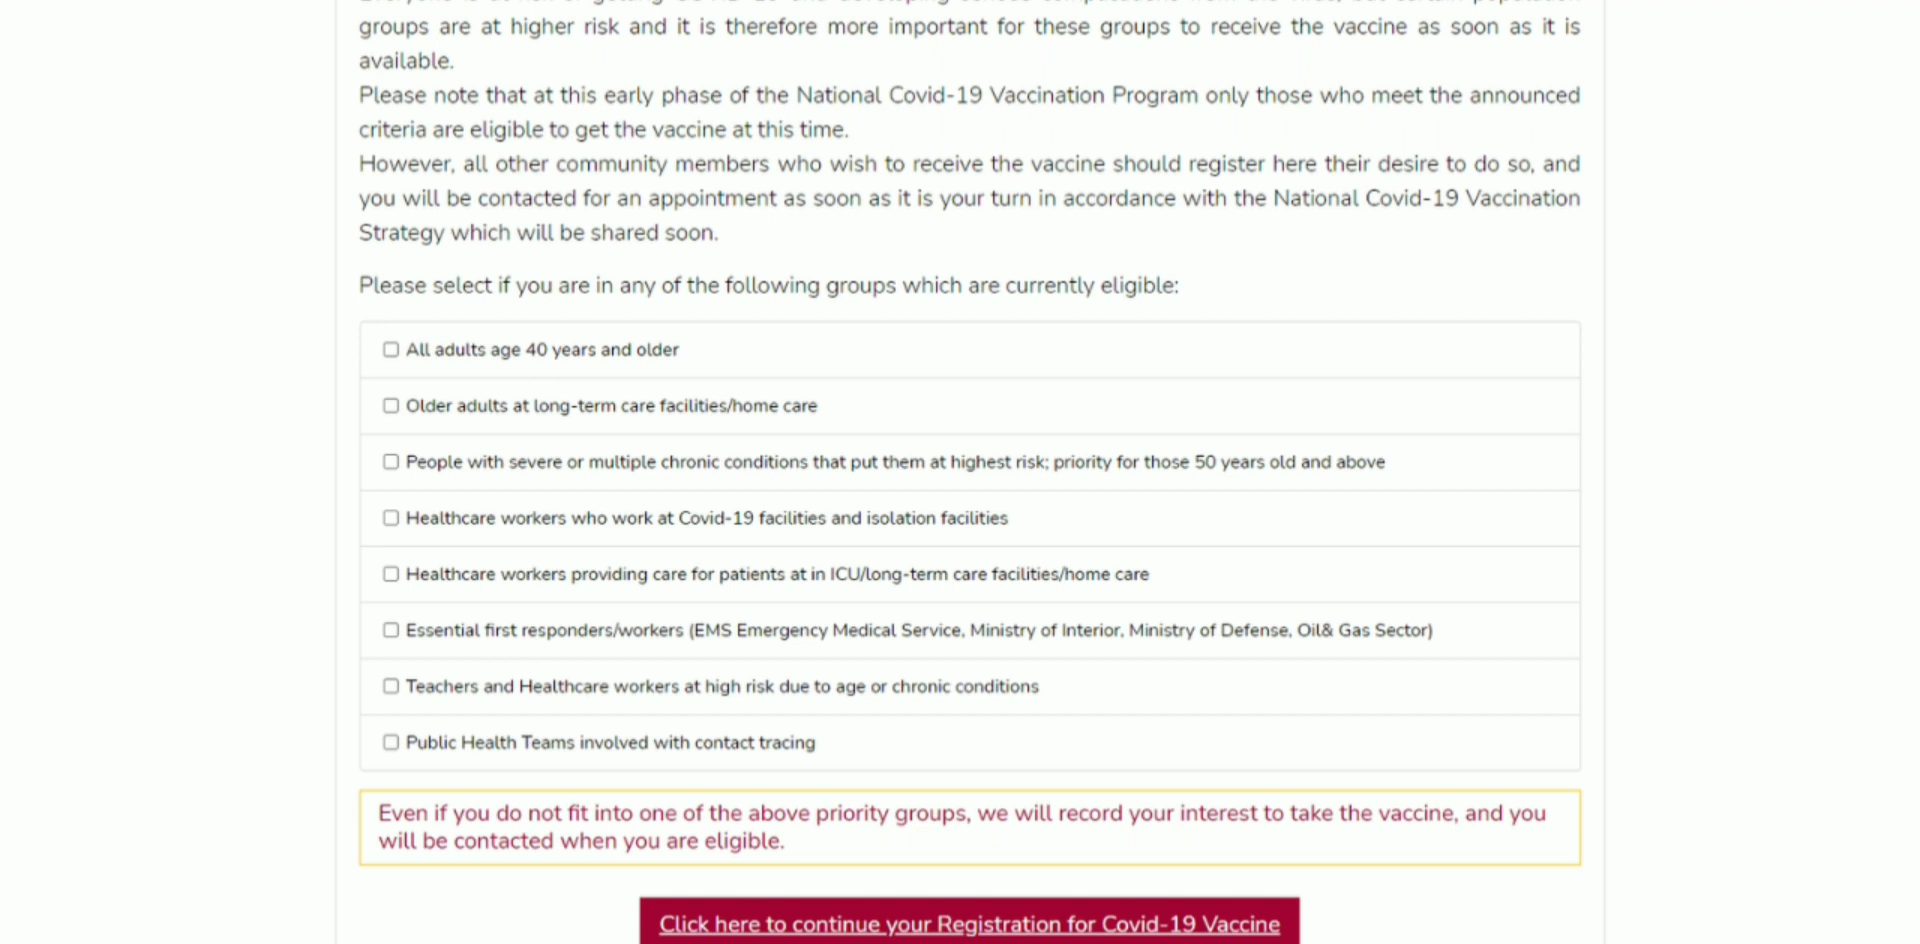 groups are at higher risk and it is therefore more important for these groups to receive the vaccine as soon as it is
available.
Please note that at this early phase of the National Covid-19 Vaccination Program only those who meet the announced
criteria are eligible to get the vaccine at this time.
However, all other community members who wish to receive the vaccine should register here their desire to do so, and
you will be contacted for an appointment as soon as it is your turn in accordance with the National Covid-19 Vaccination
Strategy which will be shared soon.
Please select if you are in any of the following groups which are currently eligible:
All adults age 40 years and older
Older adults at long-term care facilities/home care
People with severe or multiple chronic conditions that put them at highest risk; priority for those 50 years old and above
Healthcare workers who work at Covid-19 facilities and isolation facilities
Healthcare workers providing care for patients at in ICU/long-term care facilities/home care
Essential first responders/workers (EMS Emergency Medical Service, Ministry of Interior, Ministry of Defense, Oil& Gas Sector)
Teachers and Healthcare workers at high risk due to age or chronic conditions
Public Health Teams involved with contact tracing
Even if you do not fit into one of the above priority groups, we will record your interest to take the vaccine, and you
will be contacted when you are eligible.
Click here to continue your Registration for Covid-19 Vaccine